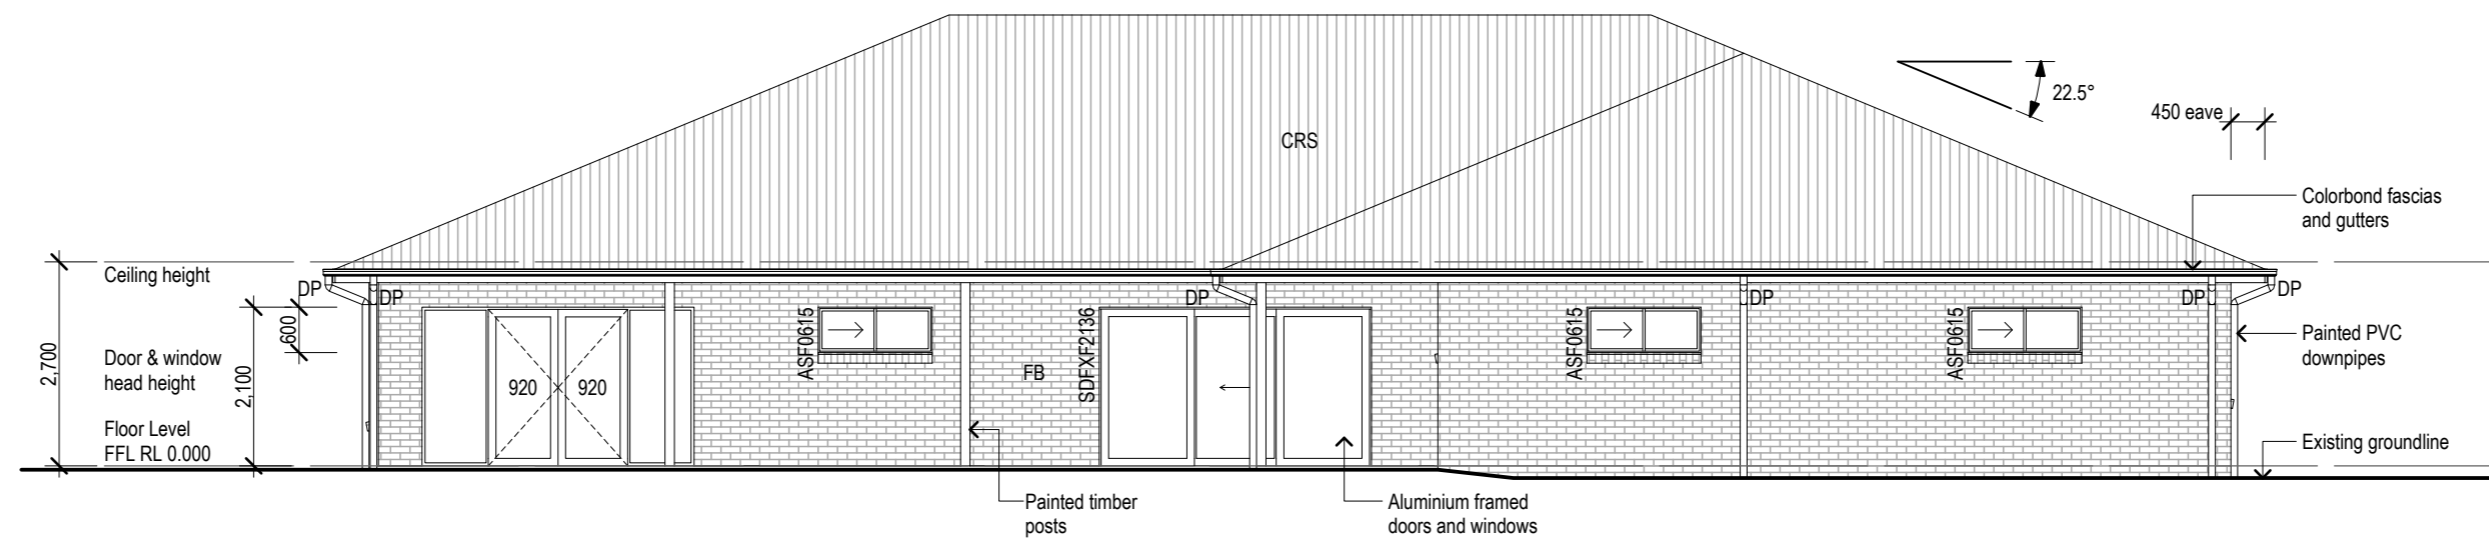 22.5°
450 eave
CRS
Colorbond fascias
and gutters
Ceiling height
DP
DP
DP
DP
DP
DP
600
2,700
2,100
Door & window
head height
Floor Level
FFL RL 0.000
920
920
ASF0615
FB
SDFXF2136
ASF0615
ASF0615
Painted PVC
downpipes
Existing groundline
Painted timber
posts
Aluminium framed
doors and windows